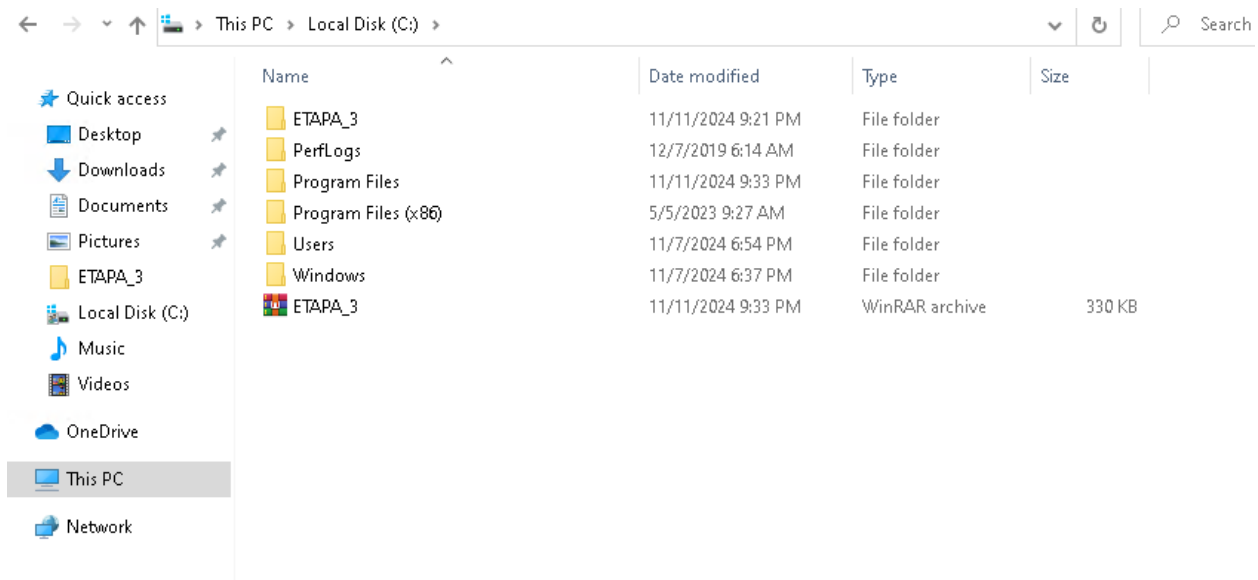 This PC > Local Disk (C:) >
Search
Name Date modified Type Size
Quick access
Desktop
Downloads
Documents
Pictures
ETAPA_3
Local Disk (C:)
Music
Videos
OneDrive
This PC
Network
ETAPA_3 11/11/2024 9:21 PM File folder
PerfLogs 12/7/2019 6:14 AM File folder
Program Files 11/11/2024 9:33 PM File folder
Program Files (x86) 5/5/2023 9:27 AM File folder
Users 11/7/2024 6:54 PM File folder
Windows 11/7/2024 6:37 PM File folder
ETAPA_3 11/11/2024 9:33 PM WinRAR archive 330 KB